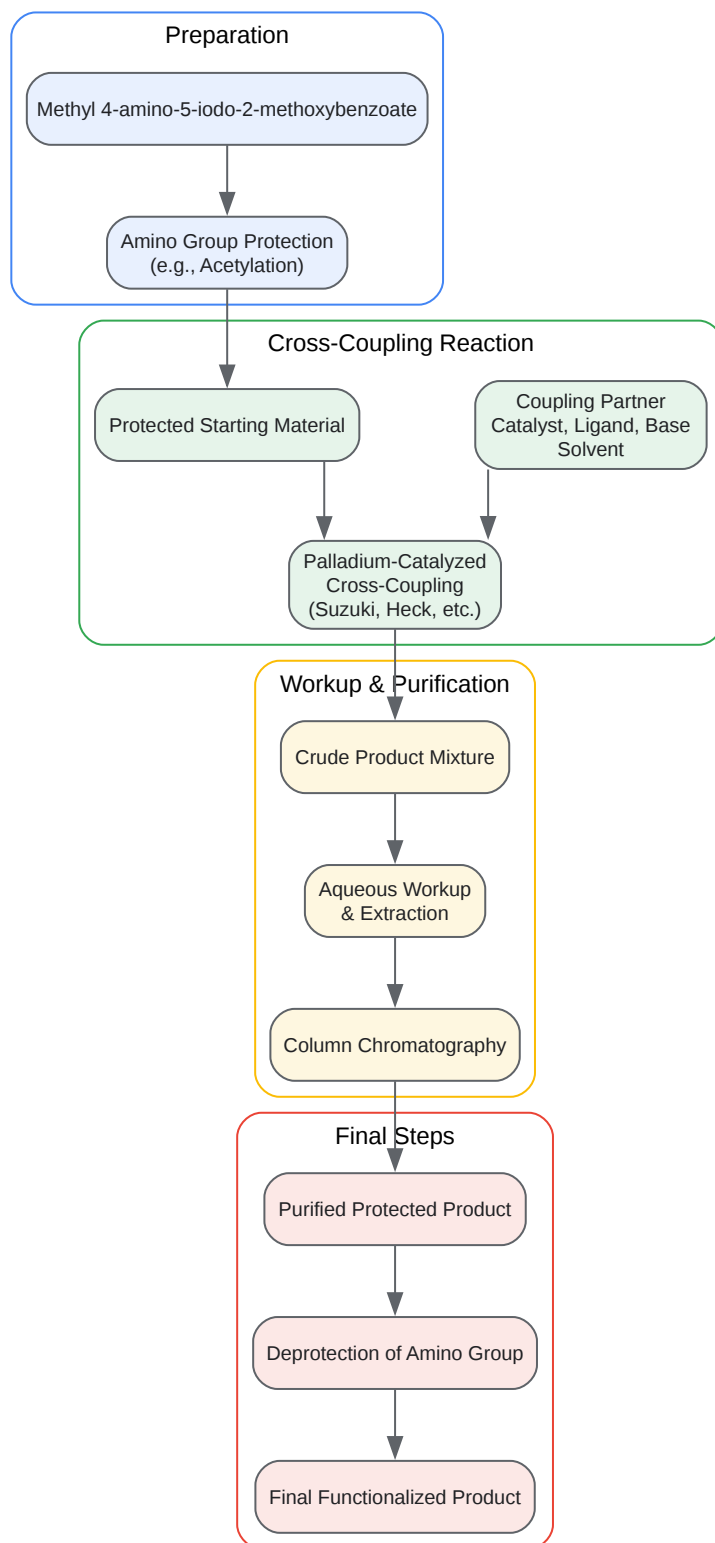 Preparation
Methyl 4-amino-5-iodo-2-methoxybenzoate
Amino Group Protection
(e.g., Acetylation)
Cross-Coupling Reaction
Protected Starting Material
Coupling Partner
Catalyst, Ligand, Base
Solvent
Palladium-Catalyzed
Cross-Coupling
(Suzuki, Heck, etc.)
Workup & Purification
Crude Product Mixture
Aqueous Workup
& Extraction
Column Chromatography
Final Steps
Purified Protected Product
Deprotection of Amino Group
Final Functionalized Product